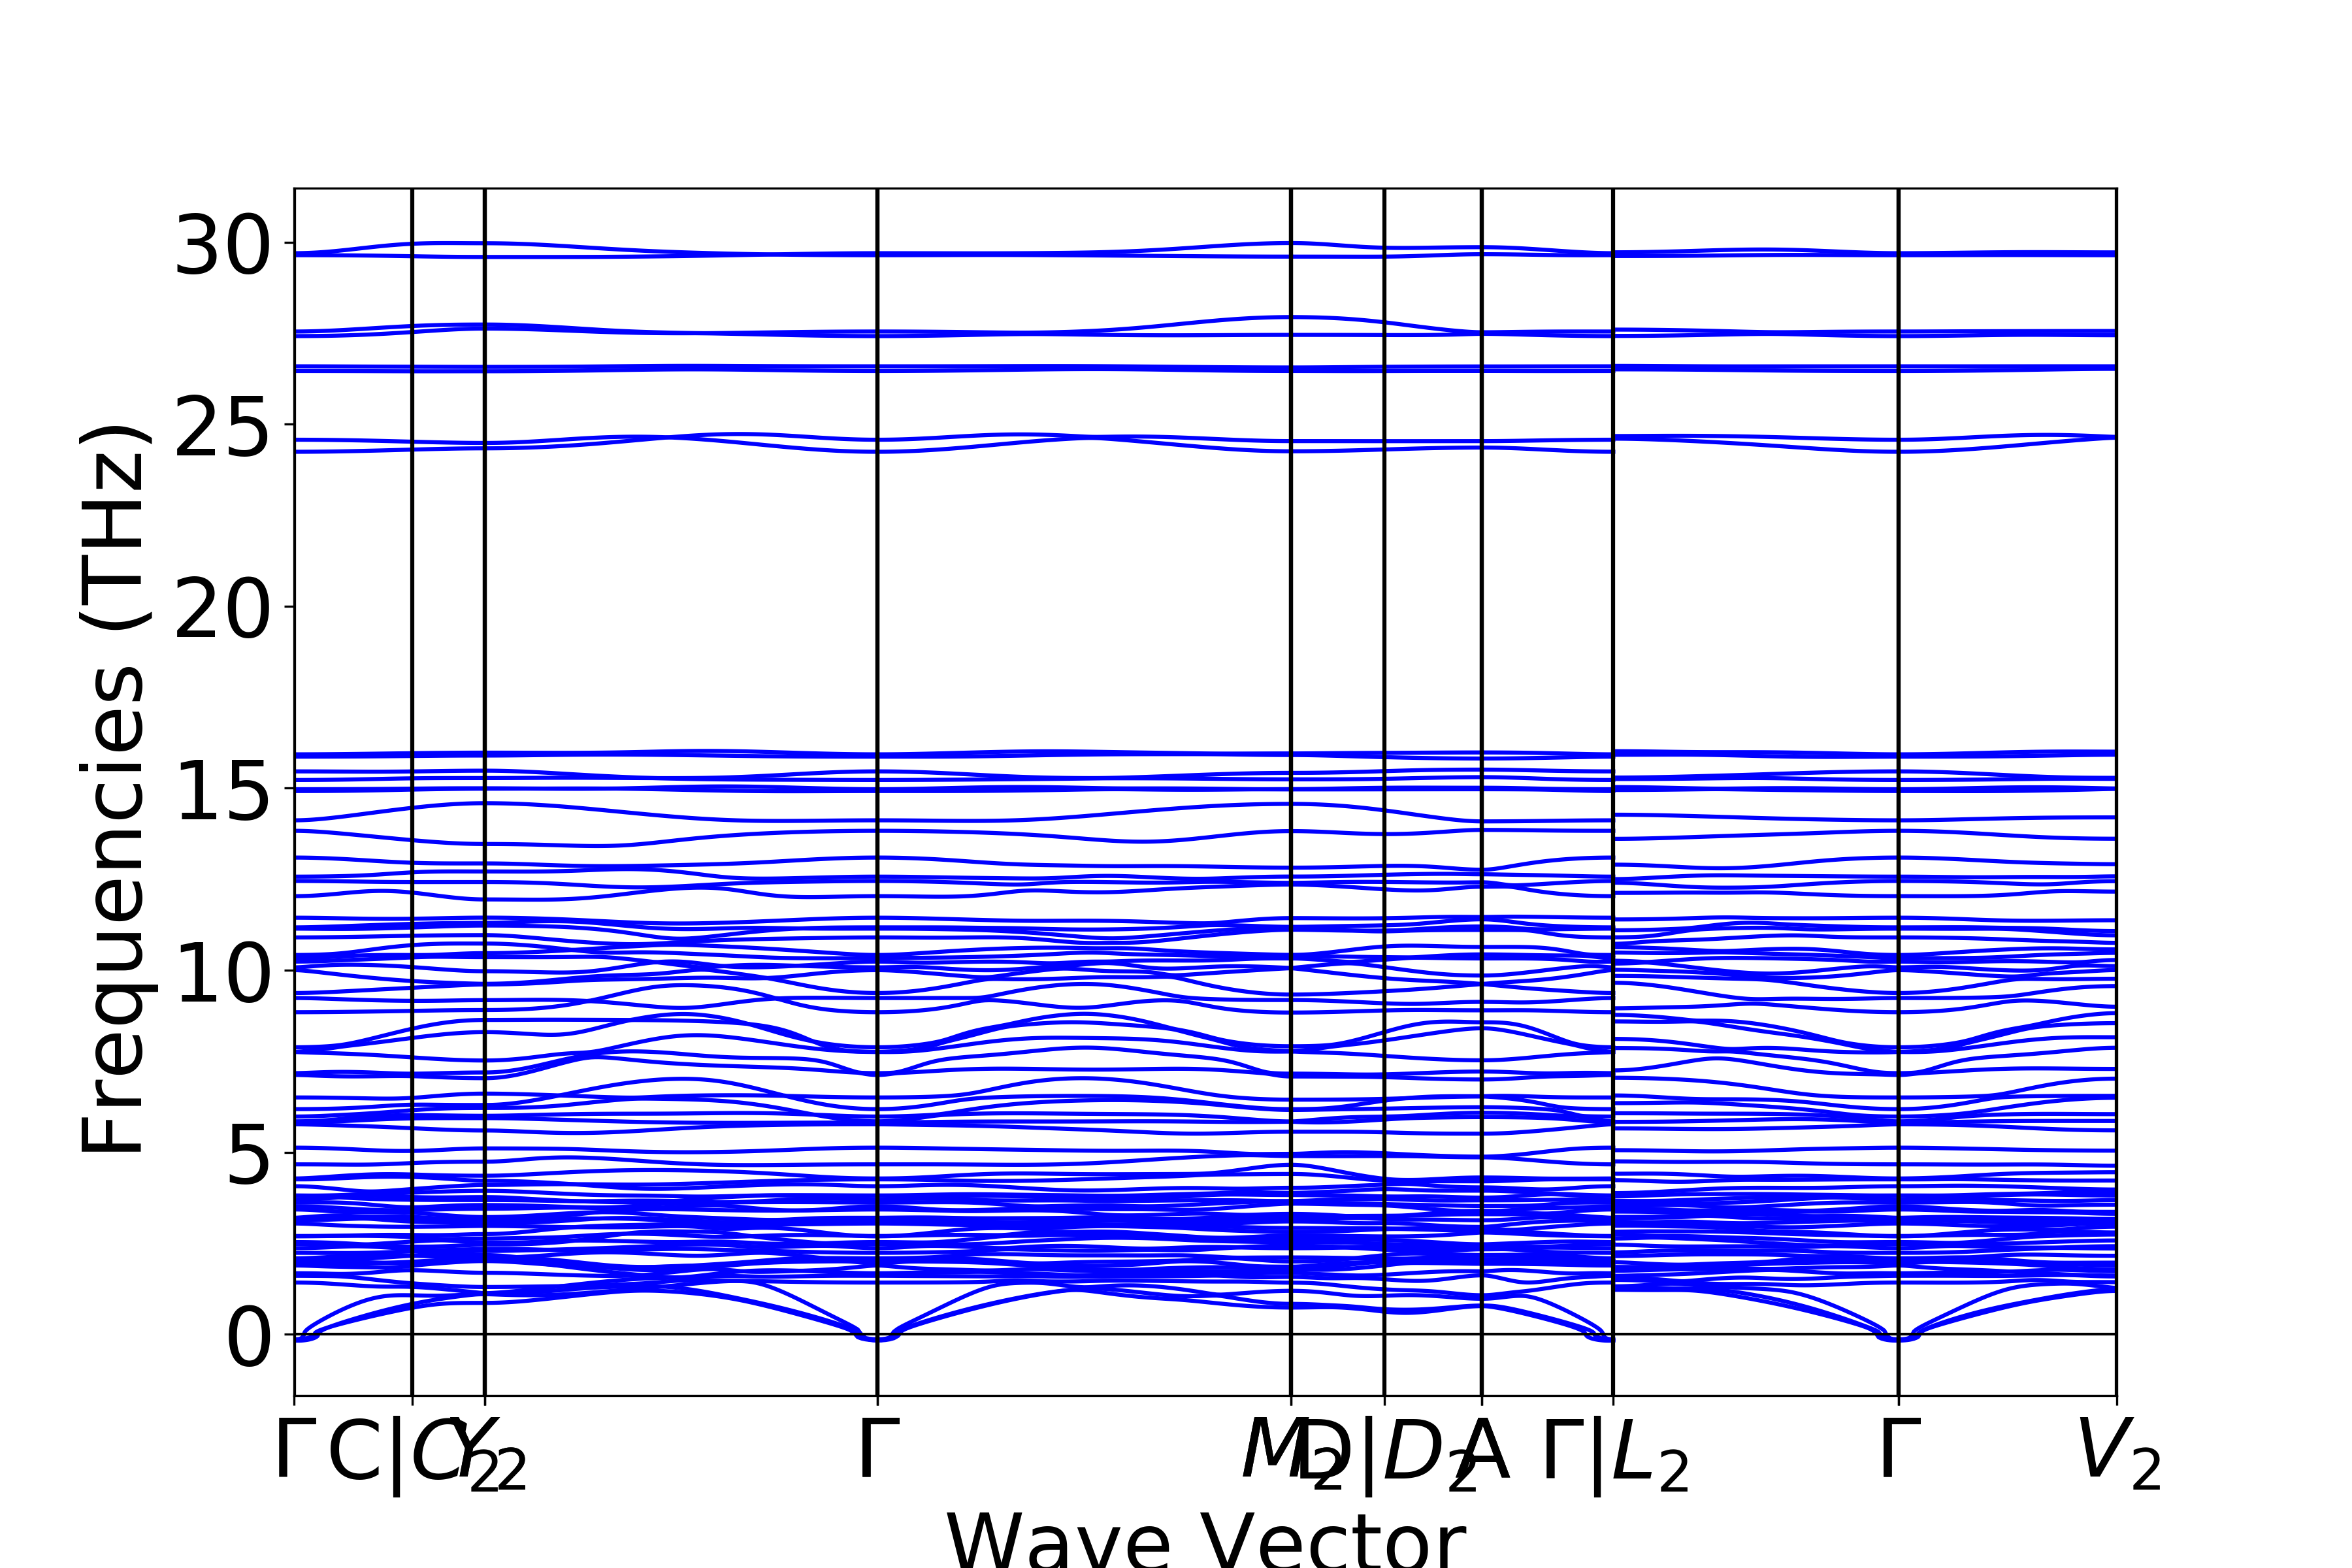 Frequencies (THz)
30
25
20
15
10
5
0
Γ C|C₂ Y₂ Γ M₂ D|D₂ A Γ|L₂ Γ V₂
Wave Vector